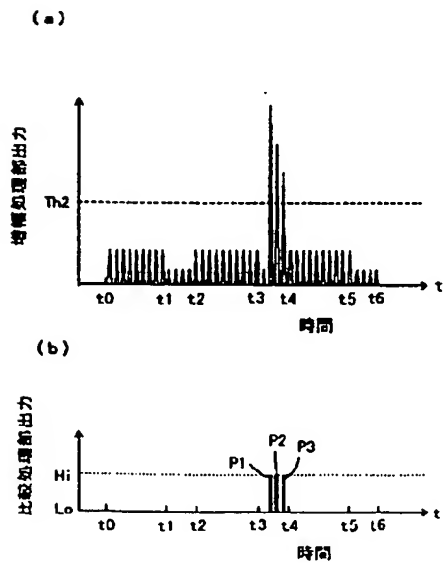 (a)
増幅処理部出力
Th2
t0 t1 t2 t3 t4 t5 t6 t
時間
(b)
比較処理部出力
P1 P2 P3
Hi
Lo
t0 t1 t2 t3 t4 t5 t6 t
時間